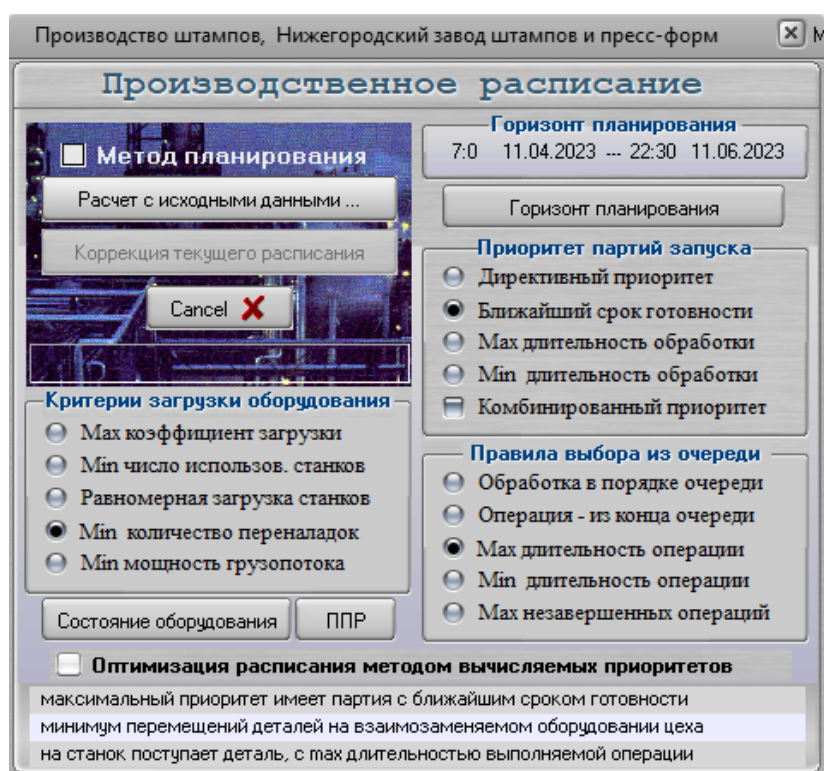 Производство штампов, Нижегородский завод штампов и пресс-форм
М
Производственное расписание
Метод планирования
Расчет с исходными данными ...
Коррекция текущего расписания
Cancel
Критерии загрузки оборудования
Max коэффициент загрузки
Min число использов. станков
Равномерная загрузка станков
Min количество переналадок
Min мощность грузопотока
Состояние оборудования
ППР
Горизонт планирования
7:0 11.04.2023 --- 22:30 11.06.2023
Горизонт планирования
Приоритет партий запуска
Директивный приоритет
Ближайший срок готовности
Max длительность обработки
Min длительность обработки
Комбинированный приоритет
Правила выбора из очереди
Обработка в порядке очереди
Операция - из конца очереди
Max длительность операции
Min длительность операции
Max незавершенных операций
Оптимизация расписания методом вычисляемых приоритетов
максимальный приоритет имеет партия с ближайшим сроком готовности
минимум перемещений деталей на взаимозаменяемом оборудовании цеха
на станок поступает деталь, с max длительностью выполняемой операции